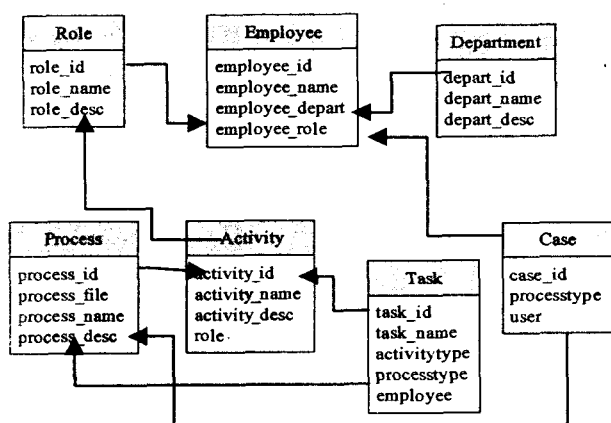 Role
role_id
role_name
role_desc
Employee
employee_id
employee_name
employee_depart
employee_role
Department
depart_id
depart_name
depart_desc
Process
process_id
process_file
process_name
process_desc
Activity
activity_id
activity_name
activity_desc
role
Task
task_id
task_name
activitytype
processtype
employee
Case
case_id
processtype
user